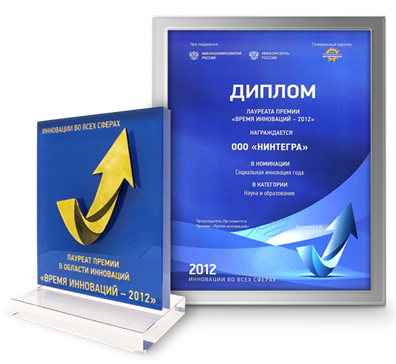 ИННОВАЦИИ ВО ВСЕХ СФЕРАХ
ЛАУРЕАТ ПРЕМИИ
В ОБЛАСТИ ИННОВАЦИЙ
«ВРЕМЯ ИННОВАЦИЙ – 2012»
При поддержке
Генеральный партнер
МИНЭКОНОМРАЗВИТИЯ
РОССИИ
МИНКОМСВЯЗЬ
РОССИИ
ДИПЛОМ
ЛАУРЕАТА ПРЕМИИ
«ВРЕМЯ ИННОВАЦИЙ – 2012»
НАГРАЖДАЕТСЯ
ООО «НИНТЕГРА»
В НОМИНАЦИИ
Социальная инновация года
В КАТЕГОРИИ
Наука и образование
Председатель Оргкомитета
Премии «Время инноваций»
2012
ИННОВАЦИИ ВО ВСЕХ СФЕРАХ